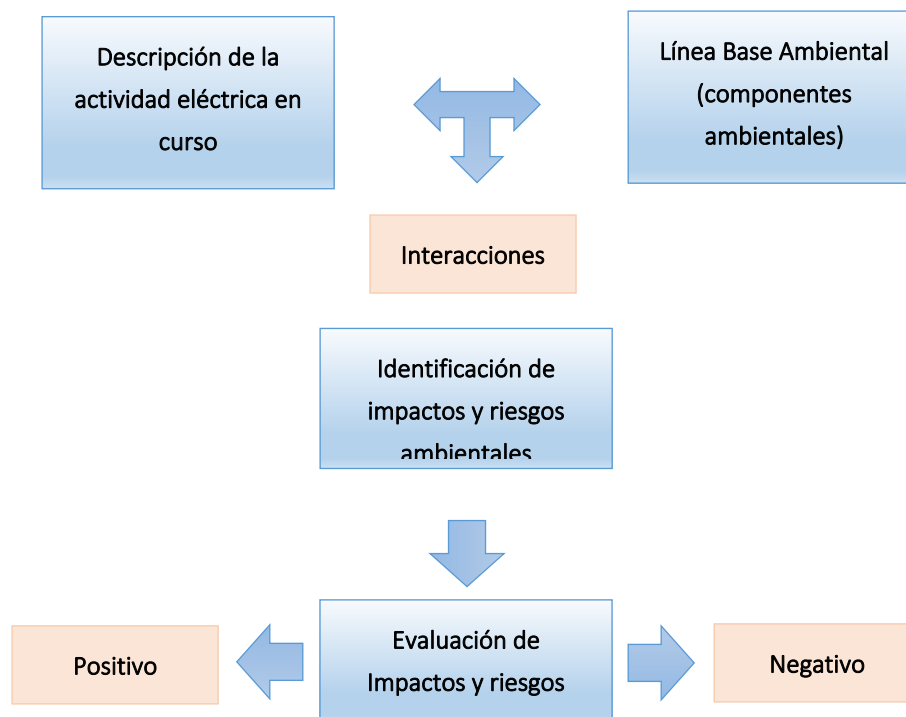 Descripción de la
actividad eléctrica en
curso
Línea Base Ambiental
(componentes
ambientales)
Interacciones
Identificación de
impactos y riesgos
ambientales
Evaluación de
Impactos y riesgos
Positivo
Negativo